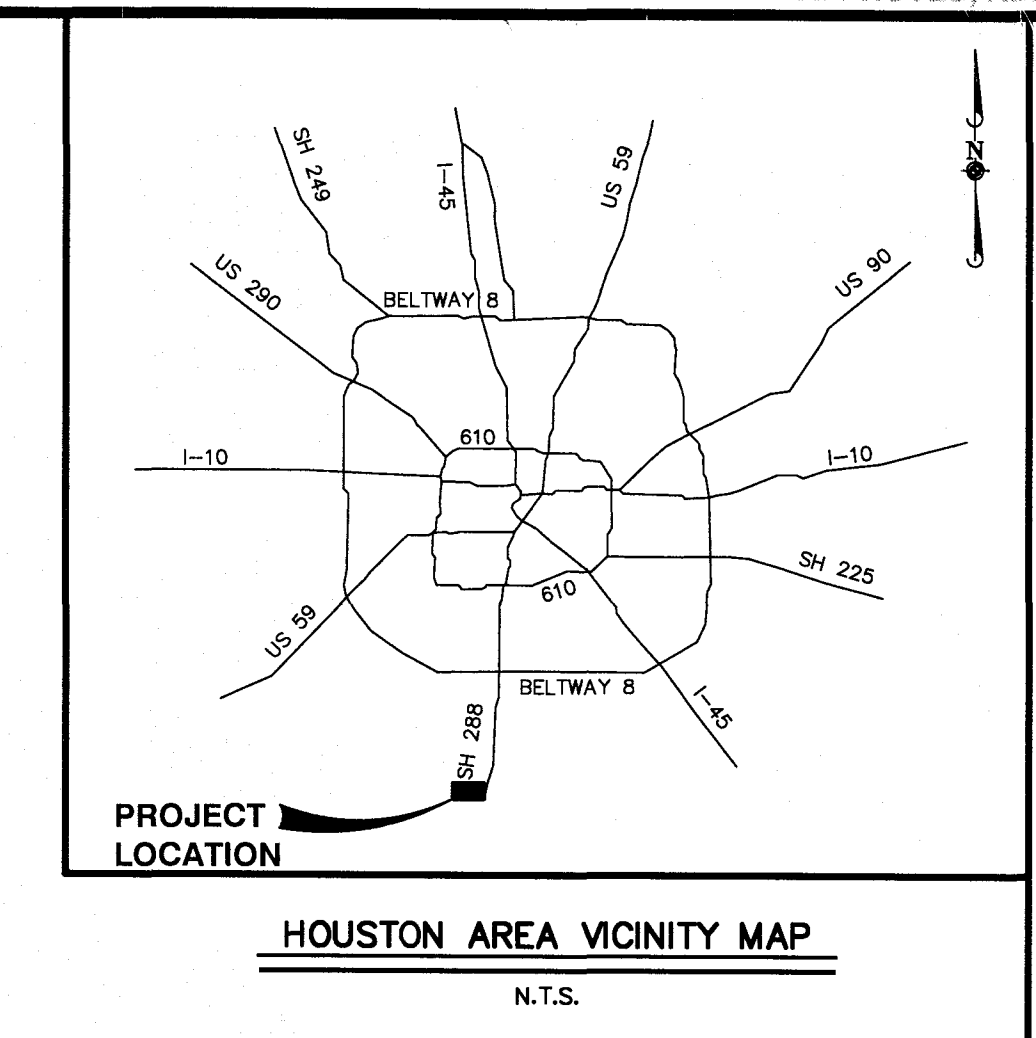 N
SH 249
I-45
US 59
US 290
BELTWAY 8
US 90
610
I-10
I-10
SH 225
610
US 59
BELTWAY 8
I-45
SH 288
PROJECT
LOCATION
HOUSTON AREA VICINITY MAP
N.T.S.